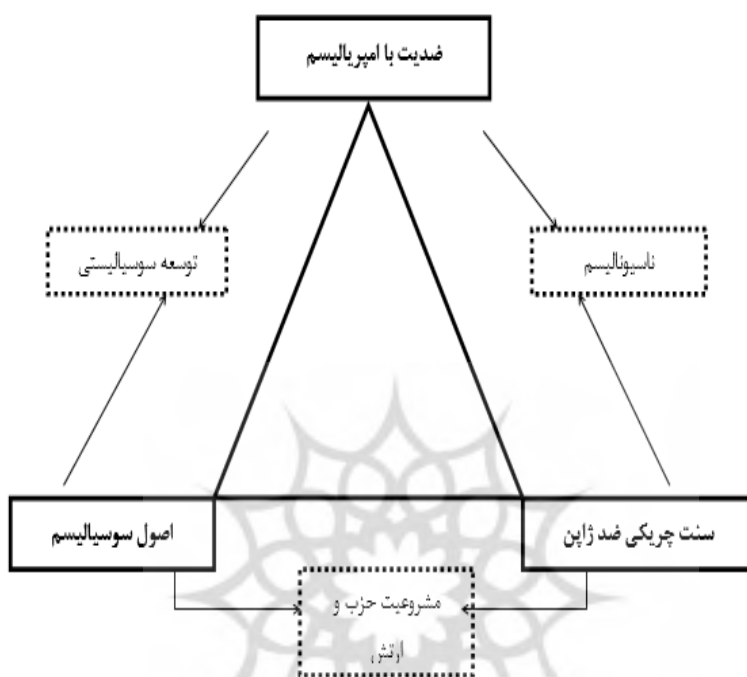 ضدیت با امپریالیسم
ناسیونالیسم
توسعه سوسیالیستی
سنت چریکی ضد ژاپن
اصول سوسیالیسم
مشروعیت حزب و
ارتش